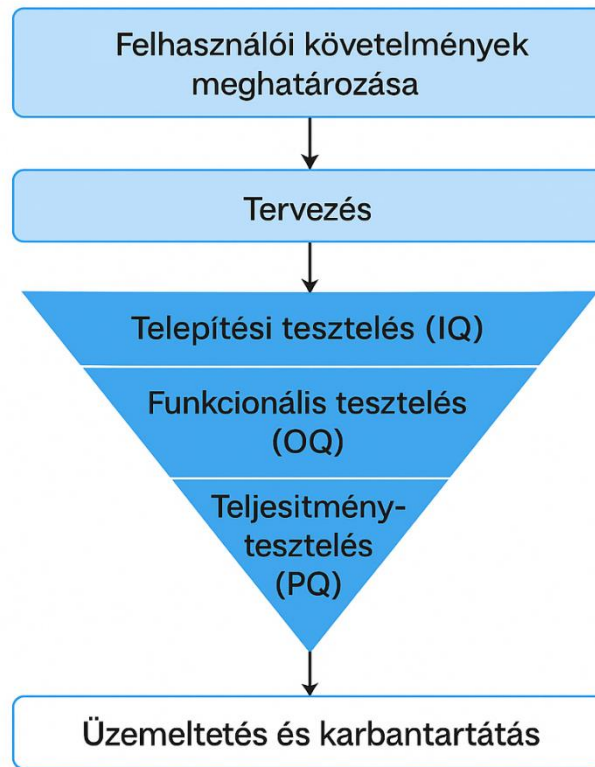 Felhasználói követelmények
meghatározása
Tervezés
Telepítési tesztelés (IQ)
Funkcionális tesztelés
(OQ)
Teljesitmény-
tesztelés
(PQ)
Üzemeltetés és karbantartátás